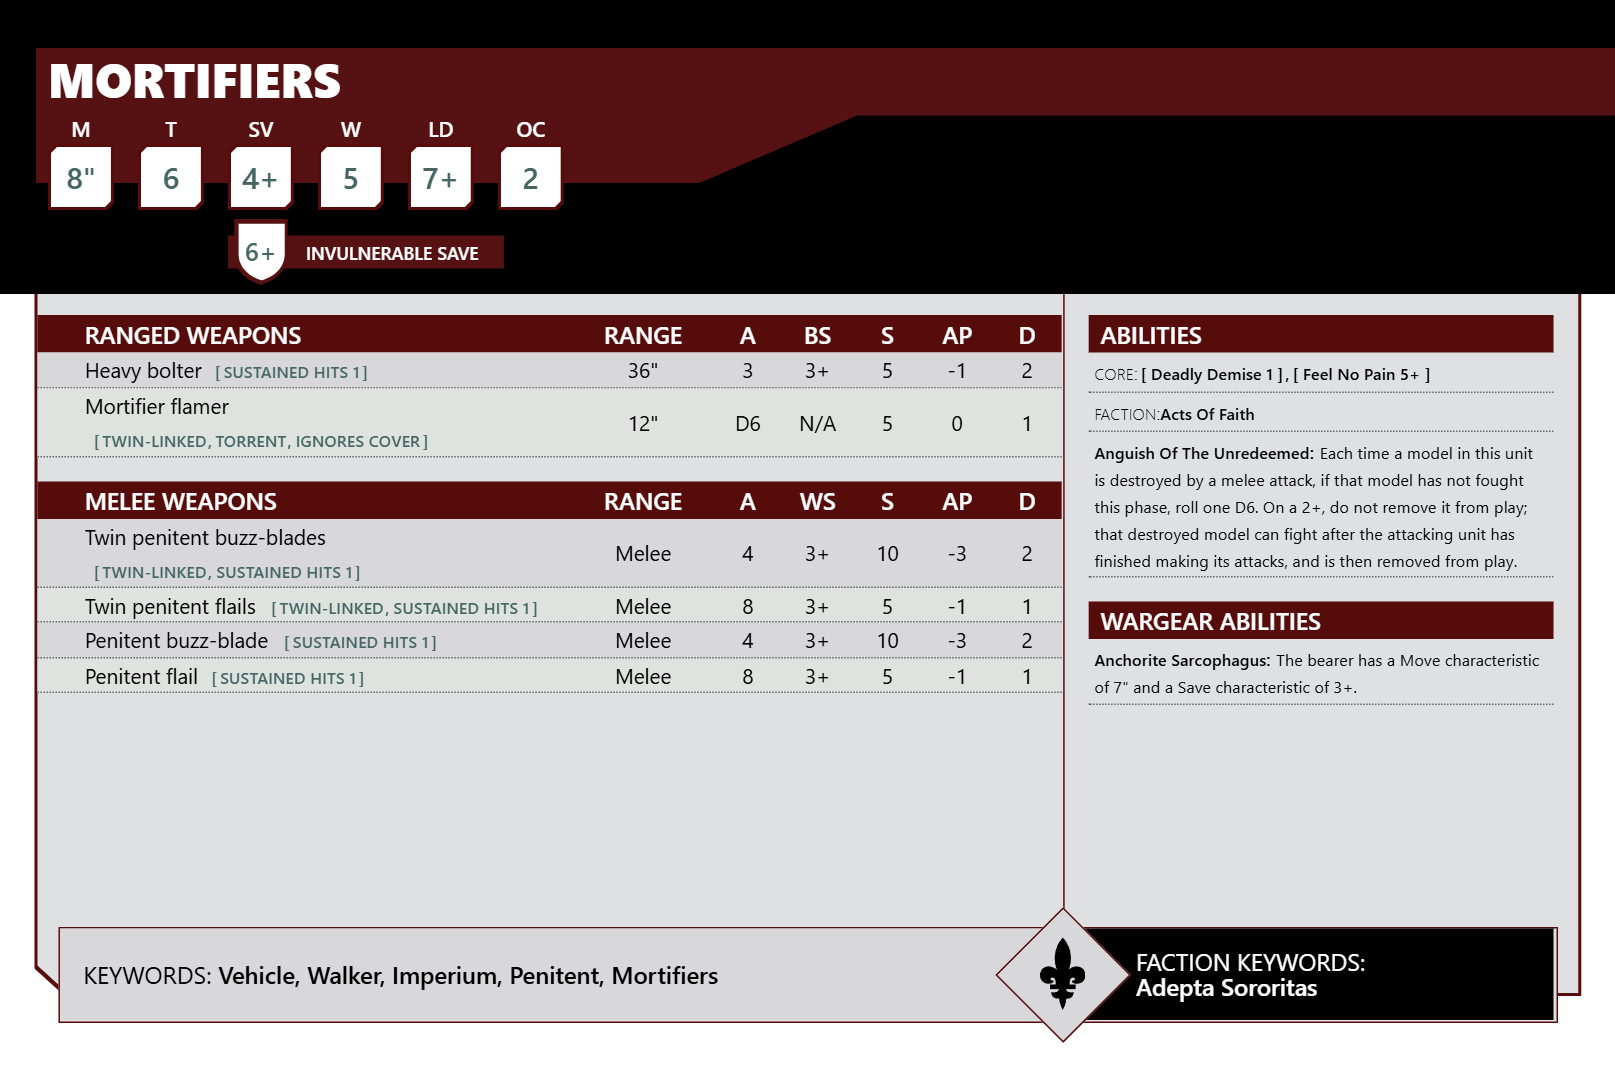 MORTIFIERS
M T SV W LD OC
8" 6 4+ 5 7+ 2
6+ INVULNERABLE SAVE
RANGED WEAPONS RANGE A BS S AP D
Heavy bolter [ SUSTAINED HITS 1 ] 36" 3 3+ 5 -1 2
Mortifier flamer
12" D6 N/A 5 0 1
[ TWIN-LINKED, TORRENT, IGNORES COVER ]
MELEE WEAPONS RANGE A WS S AP D
Twin penitent buzz-blades
Melee 4 3+ 10 -3 2
[ TWIN-LINKED, SUSTAINED HITS 1 ]
Twin penitent flails [ TWIN-LINKED, SUSTAINED HITS 1 ] Melee 8 3+ 5 -1 1
Penitent buzz-blade [ SUSTAINED HITS 1 ] Melee 4 3+ 10 -3 2
Penitent flail [ SUSTAINED HITS 1 ] Melee 8 3+ 5 -1 1
ABILITIES
CORE: [ Deadly Demise 1 ] , [ Feel No Pain 5+ ]
FACTION:Acts Of Faith
Anguish Of The Unredeemed: Each time a model in this unit
is destroyed by a melee attack, if that model has not fought
this phase, roll one D6. On a 2+, do not remove it from play;
that destroyed model can fight after the attacking unit has
finished making its attacks, and is then removed from play.
WARGEAR ABILITIES
Anchorite Sarcophagus: The bearer has a Move characteristic
of 7" and a Save characteristic of 3+.
KEYWORDS: Vehicle, Walker, Imperium, Penitent, Mortifiers
FACTION KEYWORDS:
Adepta Sororitas